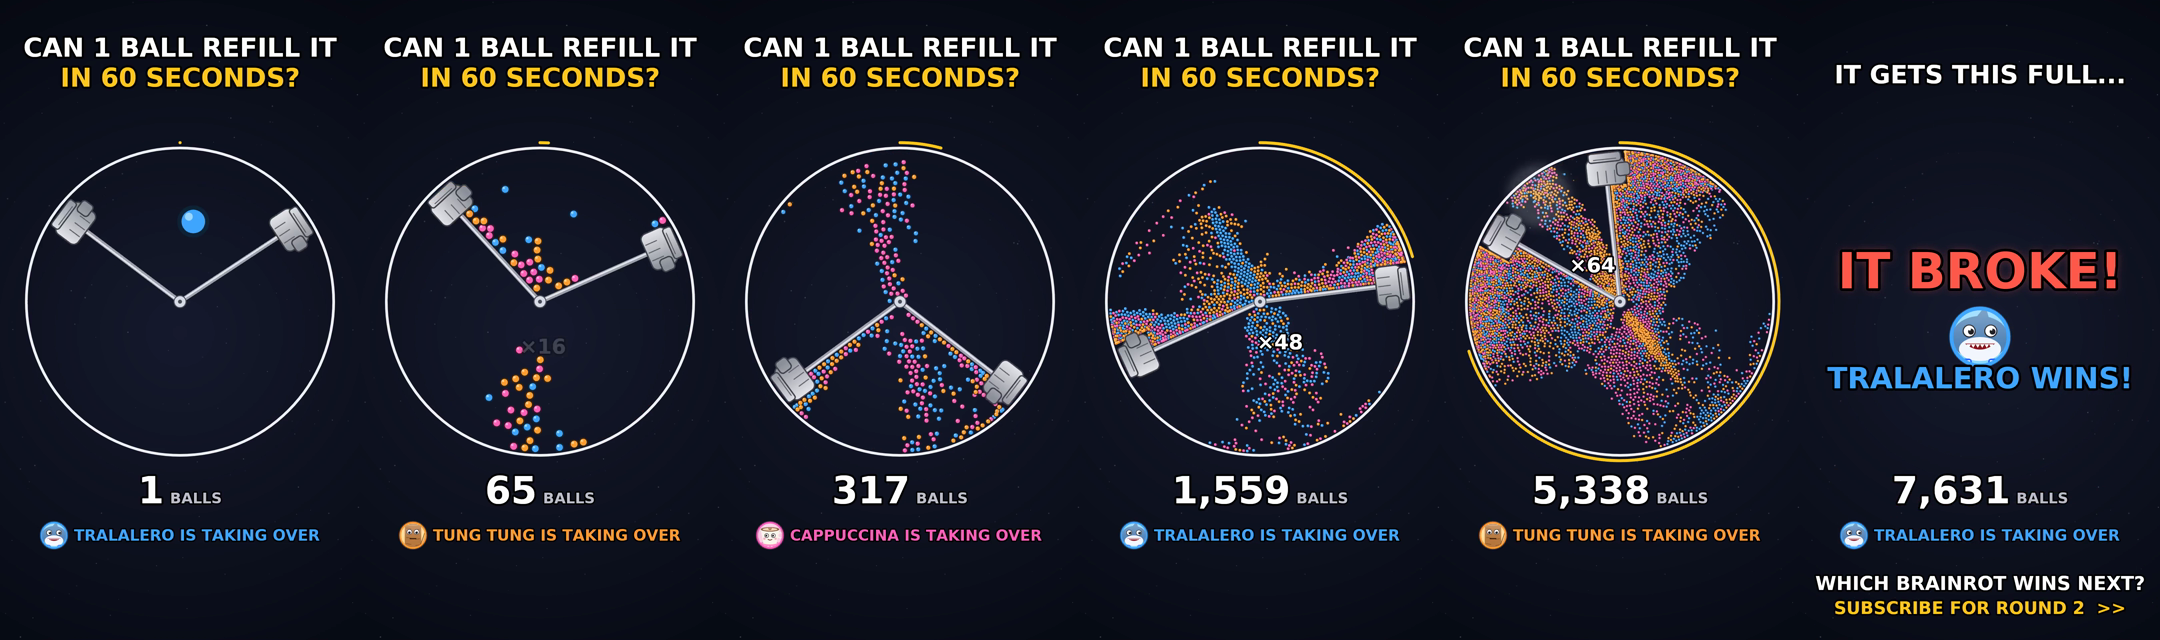 CAN 1 BALL REFILL IT
IN 60 SECONDS?
1 BALLS
TRALALERO IS TAKING OVER
CAN 1 BALL REFILL IT
IN 60 SECONDS?
×16
65 BALLS
TUNG TUNG IS TAKING OVER
CAN 1 BALL REFILL IT
IN 60 SECONDS?
317 BALLS
CAPPUCCINA IS TAKING OVER
CAN 1 BALL REFILL IT
IN 60 SECONDS?
×48
1,559 BALLS
TRALALERO IS TAKING OVER
CAN 1 BALL REFILL IT
IN 60 SECONDS?
×64
5,338 BALLS
TUNG TUNG IS TAKING OVER
IT GETS THIS FULL...
IT BROKE!
TRALALERO WINS!
7,631 BALLS
TRALALERO IS TAKING OVER
WHICH BRAINROT WINS NEXT?
SUBSCRIBE FOR ROUND 2 >>